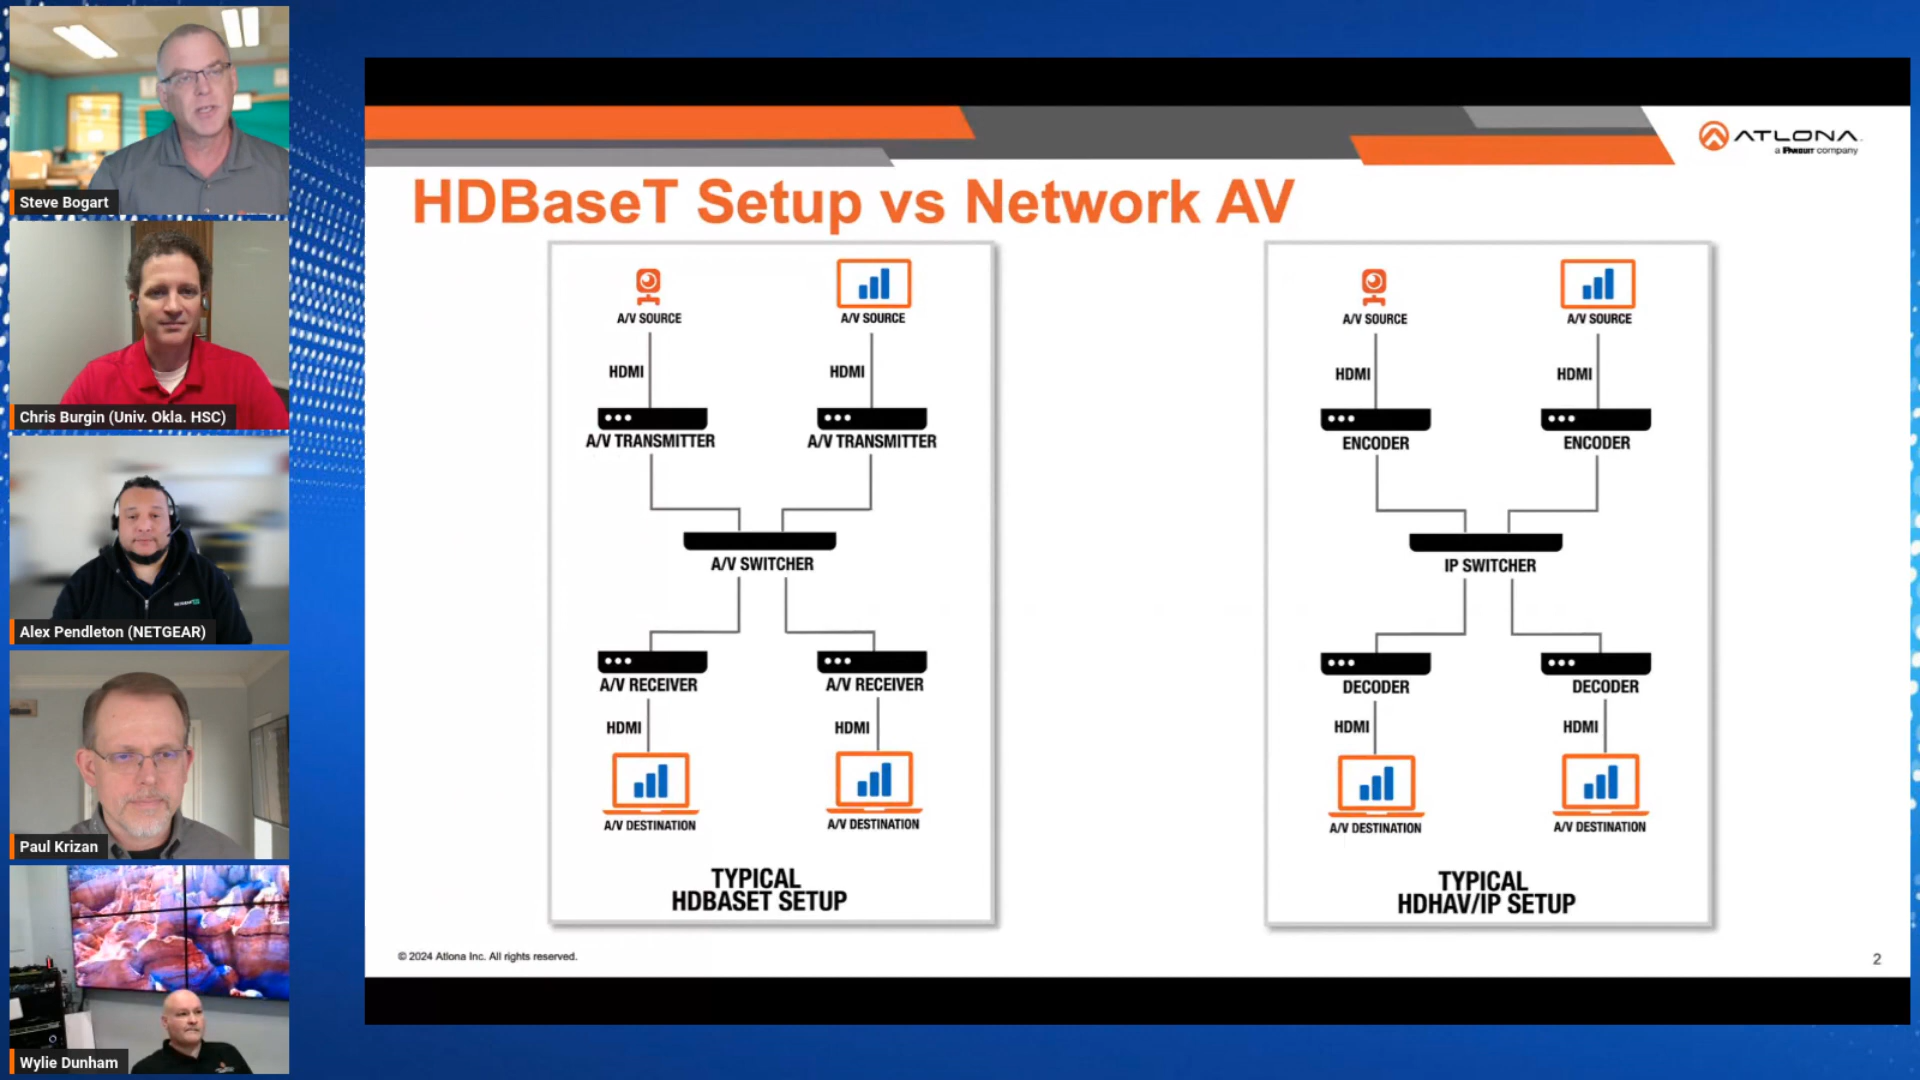 Steve Bogart
Chris Burgin (Univ. Okla. HSC)
Alex Pendleton (NETGEAR)
Paul Krizan
Wylie Dunham
ATLONA
a PANDUIT company
HDBaseT Setup vs Network AV
A/V SOURCE
A/V SOURCE
HDMI
HDMI
A/V TRANSMITTER
A/V TRANSMITTER
A/V SWITCHER
A/V RECEIVER
A/V RECEIVER
HDMI
HDMI
A/V DESTINATION
A/V DESTINATION
TYPICAL
HDBASET SETUP
A/V SOURCE
A/V SOURCE
HDMI
HDMI
ENCODER
ENCODER
IP SWITCHER
DECODER
DECODER
HDMI
HDMI
A/V DESTINATION
A/V DESTINATION
TYPICAL
HDHAV/IP SETUP
© 2024 Atlona Inc. All rights reserved.
2